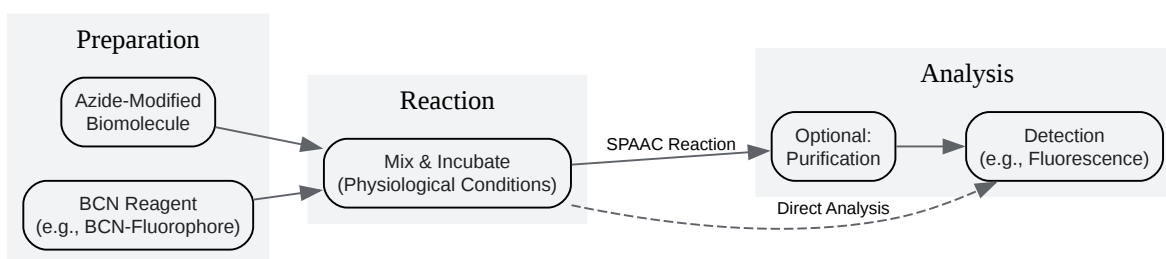 Preparation
Azide-Modified
Biomolecule
BCN Reagent
(e.g., BCN-Fluorophore)
Reaction
Mix & Incubate
(Physiological Conditions)
SPAAC Reaction
Direct Analysis
Analysis
Optional:
Purification
Detection
(e.g., Fluorescence)